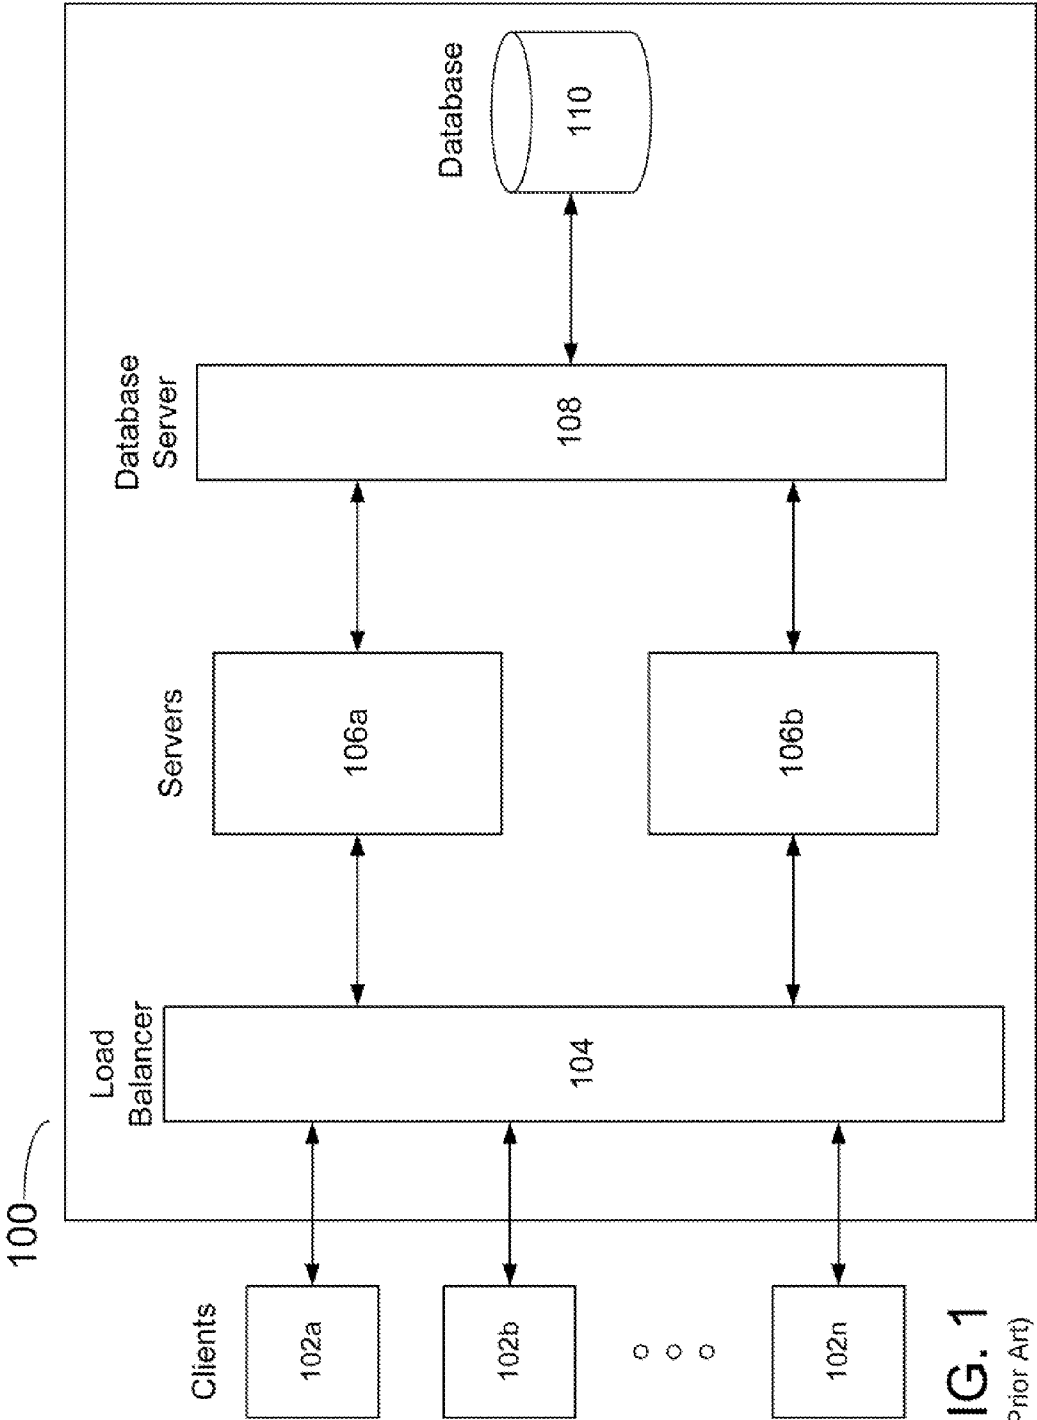 100
Clients
102a
102b
102n
Load
Balancer
104
Servers
106a
106b
Database
Server
108
Database
110
IG. 1
Prior Art)